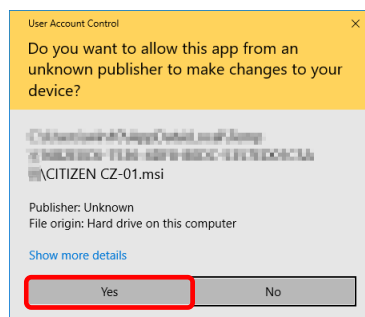 User Account Control
Do you want to allow this app from an
unknown publisher to make changes to your
device?
\CITIZEN CZ-01.msi
Publisher: Unknown
File origin: Hard drive on this computer
Show more details
Yes
No